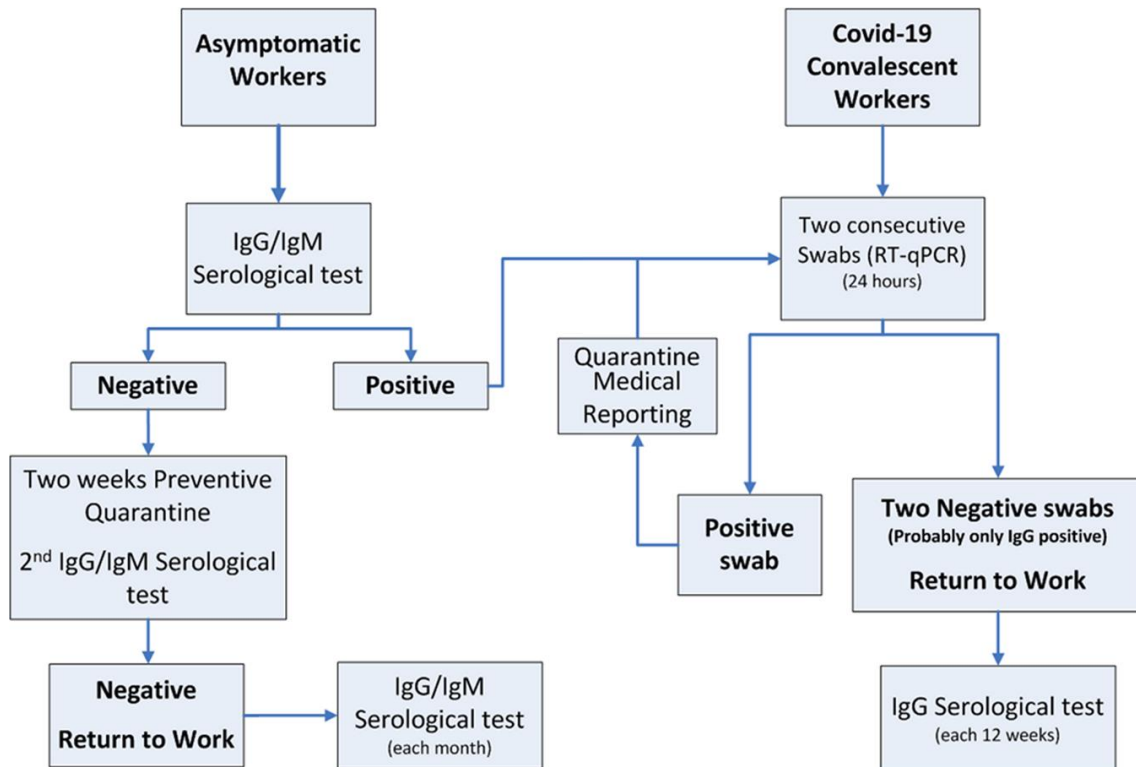 Asymptomatic
Workers
Covid-19
Convalescent
Workers
IgG/IgM
Serological test
Two consecutive
Swabs (RT-qPCR)
(24 hours)
Negative
Positive
Quarantine
Medical
Reporting
Two weeks Preventive
Quarantine
2nd IgG/IgM Serological
test
Positive
swab
Two Negative swabs
(Probably only IgG positive)
Return to Work
Negative
Return to Work
IgG/IgM
Serological test
(each month)
IgG Serological test
(each 12 weeks)